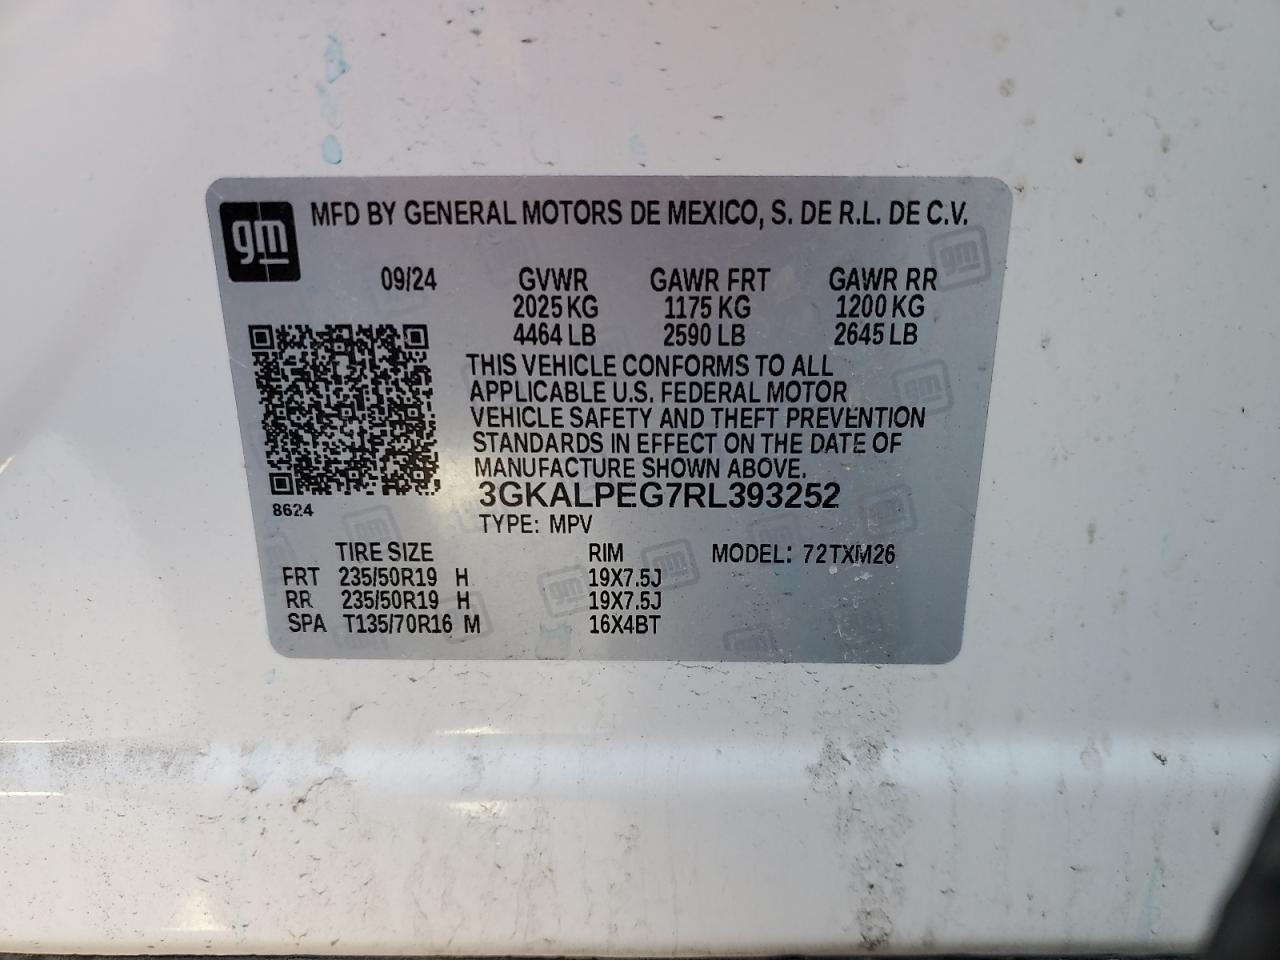 gm
MFD BY GENERAL MOTORS DE MEXICO, S. DE R.L. DE C.V.
09/24 GVWR GAWR FRT GAWR RR
2025 KG 1175 KG 1200 KG
4464 LB 2590 LB 2645 LB
THIS VEHICLE CONFORMS TO ALL
APPLICABLE U.S. FEDERAL MOTOR
VEHICLE SAFETY AND THEFT PREVENTION
STANDARDS IN EFFECT ON THE DATE OF
MANUFACTURE SHOWN ABOVE.
3GKALPEG7RL393252
8624
TYPE: MPV
TIRE SIZE RIM MODEL: 72TXM26
FRT 235/50R19 H 19X7.5J
RR 235/50R19 H 19X7.5J
SPA T135/70R16 M 16X4BT